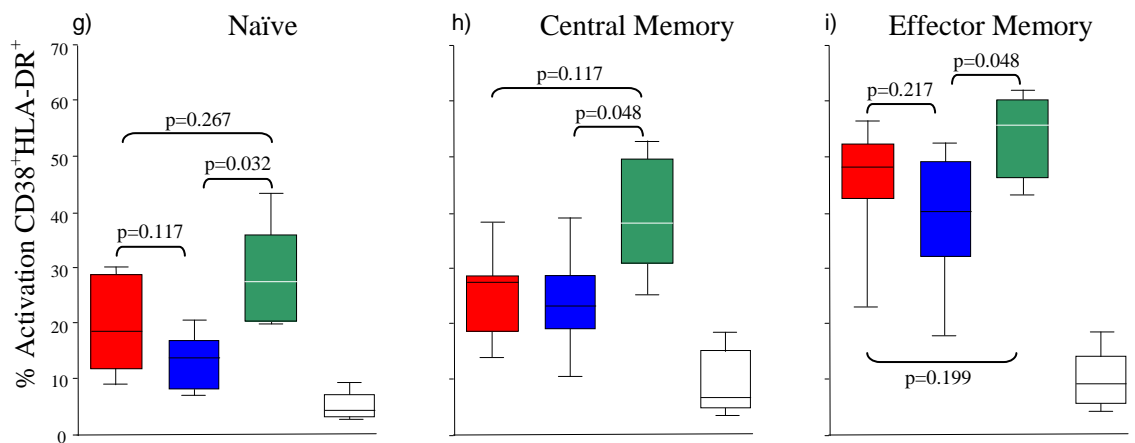 g) Naïve
h) Central Memory
i) Effector Memory
% Activation CD38⁺HLA-DR⁺
70
60
50
40
30
20
10
0
p=0.267
p=0.032
p=0.117
p=0.117
p=0.048
p=0.048
p=0.217
p=0.199